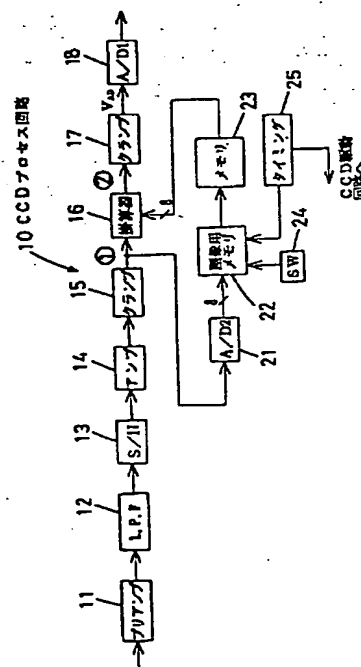 10 CCDプロセス回路
11
プリアンプ
12
L.P.F
13
S/H
14
アンプ
15
クランプ
①
16
掛算器
②
17
クランプ
VAD
18
A/D1
8
21
A/D2
8
22
画像用
メモリ
23
メモリ
24
SW
25
タイミング
CCD駆動
回路へ